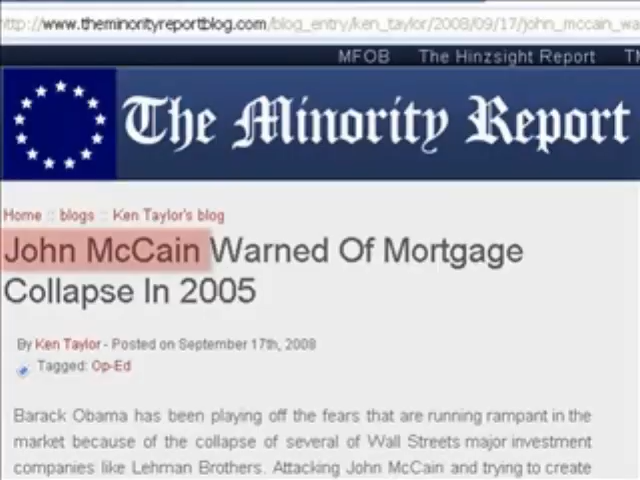 http://www.theminorityreportblog.com/blog_entry/ken_taylor/2008/09/17/john_mccain_wa
MFOB The Hinzsight Report
The Minority Report
Home :: blogs :: Ken Taylor's blog
John McCain Warned Of Mortgage
Collapse In 2005
By Ken Taylor - Posted on September 17th, 2008
Tagged: Op-Ed
Barack Obama has been playing off the fears that are running rampant in the
market because of the collapse of several of Wall Streets major investment
companies like Lehman Brothers. Attacking John McCain and trying to create